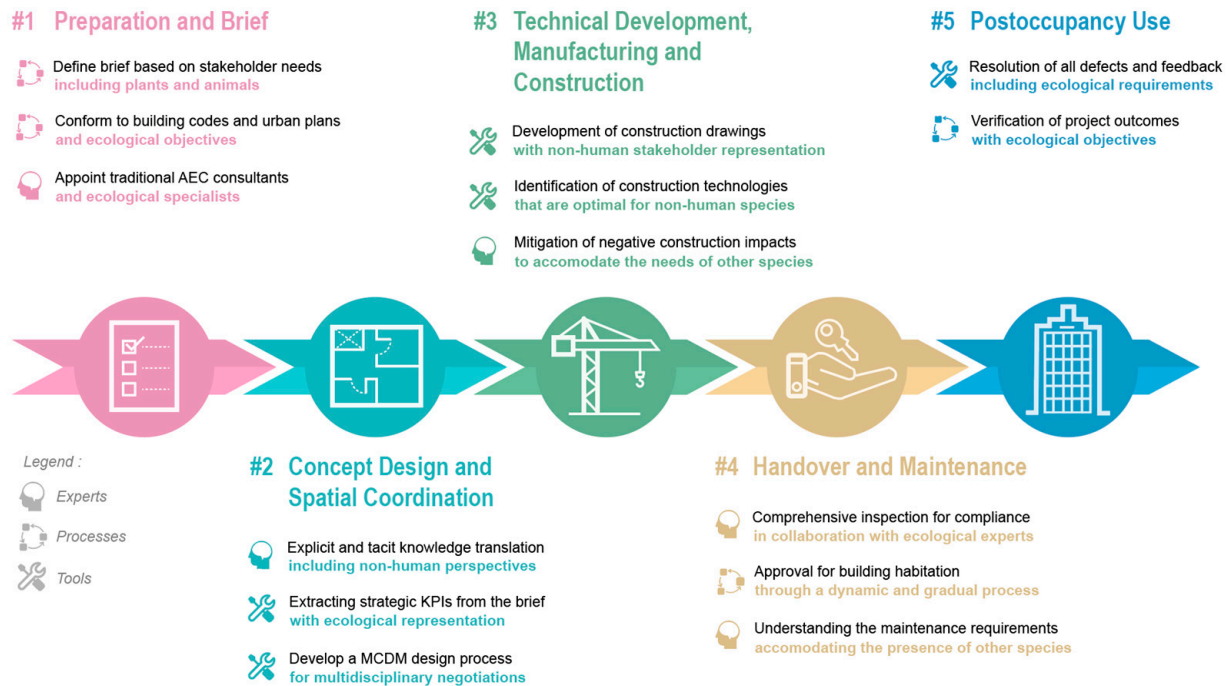 #1 Preparation and Brief
Define brief based on stakeholder needs
including plants and animals
Conform to building codes and urban plans
and ecological objectives
Appoint traditional AEC consultants
and ecological specialists
#3 Technical Development,
Manufacturing and
Construction
Development of construction drawings
with non-human stakeholder representation
Identification of construction technologies
that are optimal for non-human species
Mitigation of negative construction impacts
to accomodate the needs of other species
#5 Postoccupancy Use
Resolution of all defects and feedback
including ecological requirements
Verification of project outcomes
with ecological objectives
Legend :
Experts
Processes
Tools
#2 Concept Design and
Spatial Coordination
Explicit and tacit knowledge translation
including non-human perspectives
Extracting strategic KPIs from the brief
with ecological representation
Develop a MCDM design process
for multidisciplinary negotiations
#4 Handover and Maintenance
Comprehensive inspection for compliance
in collaboration with ecological experts
Approval for building habitation
through a dynamic and gradual process
Understanding the maintenance requirements
accomodating the presence of other species